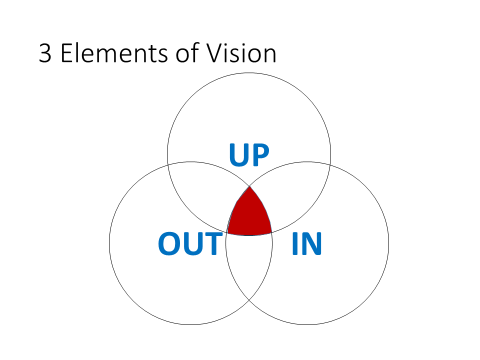 3 Elements of Vision
UP
OUT IN